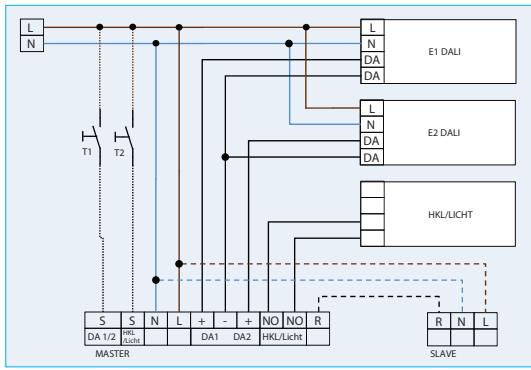 L
N
L
N
DA
DA
E1 DALI
L
N
DA
DA
E2 DALI
T1
T2
HKL/LICHT
S S N L + - + NO NO R
DA 1/2 HKL/Licht DA1 DA2 HKL/Licht
MASTER
R N L
SLAVE